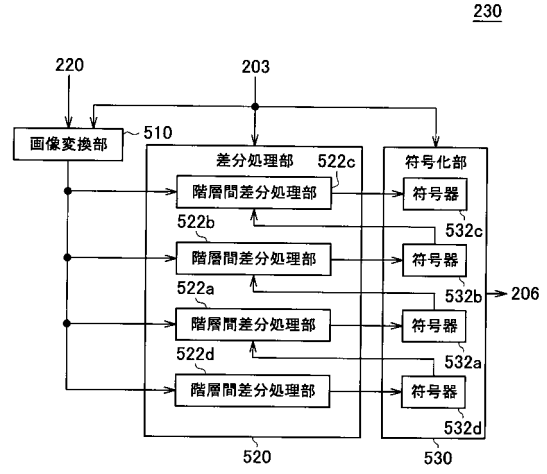 230
220
203
画像変換部
510
差分処理部
符号化部
522c
階層間差分処理部
符号器
532c
522b
階層間差分処理部
符号器
532b
206
522a
階層間差分処理部
符号器
532a
522d
階層間差分処理部
符号器
532d
520
530